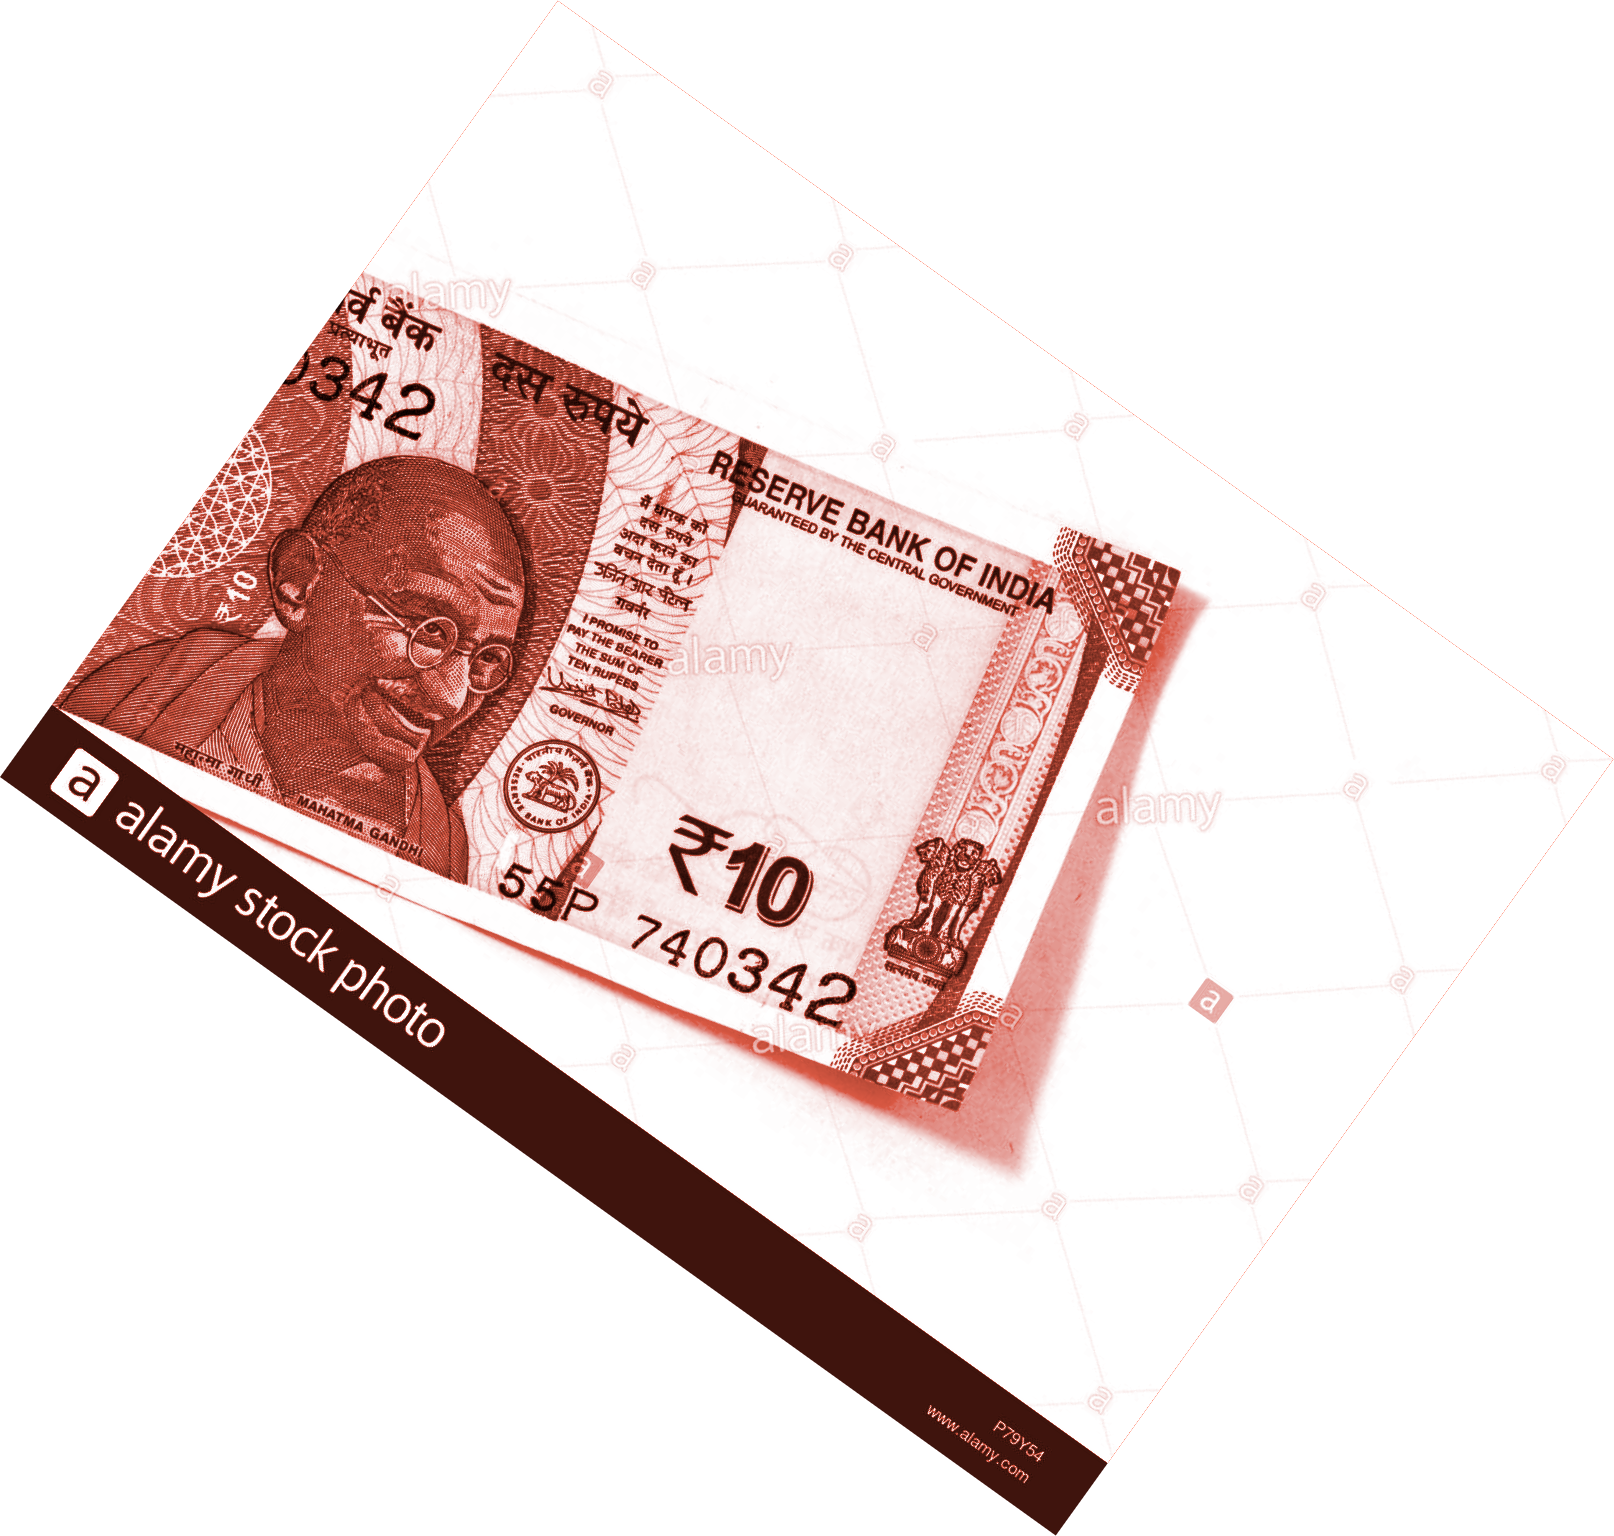 र्व बैंक
प्रत्याभूत
0342
दस रुपये
RESERVE BANK OF INDIA
GUARANTEED BY THE CENTRAL GOVERNMENT
मैं धारक को
दस रुपये
अदा करने का
वचन देता हूँ ।
गवर्नर
I PROMISE TO
PAY THE BEARER
THE SUM OF
TEN RUPEES
GOVERNOR
₹10
महात्मा गांधी
MAHATMA GANDHI
RESERVE BANK OF INDIA
₹10
55P 740342
सत्यमेव जयते
alamy
alamy
alamy
alamy
a alamy stock photo
P79Y54
www.alamy.com